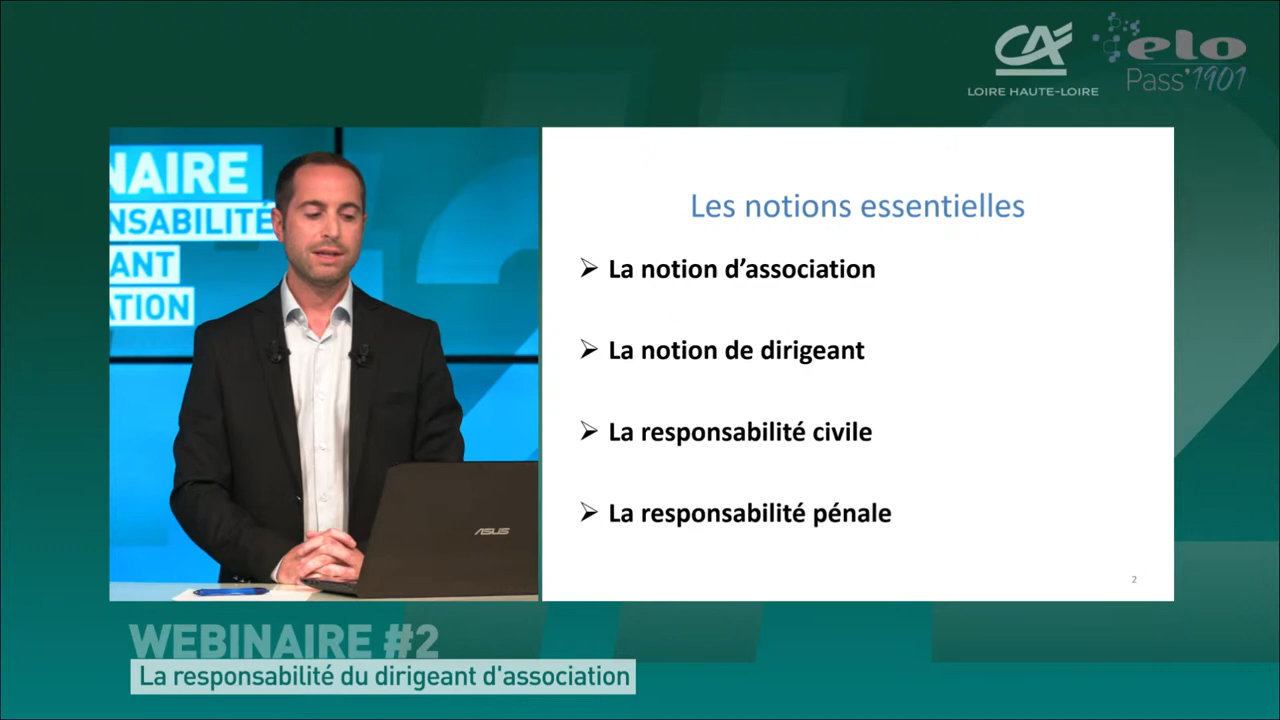 CA
elo
Pass'1901
LOIRE HAUTE-LOIRE
NAIRE
NSABILITÉ
ANT
ATION
ASUS
Les notions essentielles
➢ La notion d’association
➢ La notion de dirigeant
➢ La responsabilité civile
➢ La responsabilité pénale
2
WEBINAIRE #2
La responsabilité du dirigeant d'association